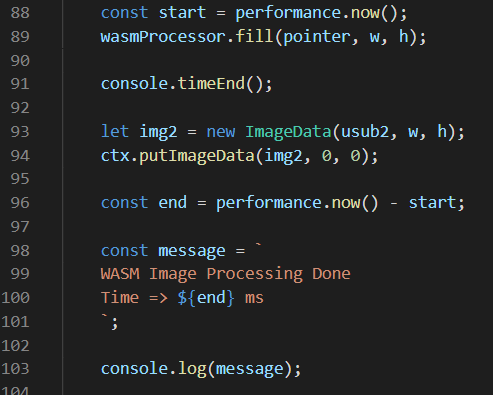 88 const start = performance.now();
89 wasmProcessor.fill(pointer, w, h);
90
91 console.timeEnd();
92
93 let img2 = new ImageData(usub2, w, h);
94 ctx.putImageData(img2, 0, 0);
95
96 const end = performance.now() - start;
97
98 const message = `
99 WASM Image Processing Done
100 Time => ${end} ms
101 `;
102
103 console.log(message);
104